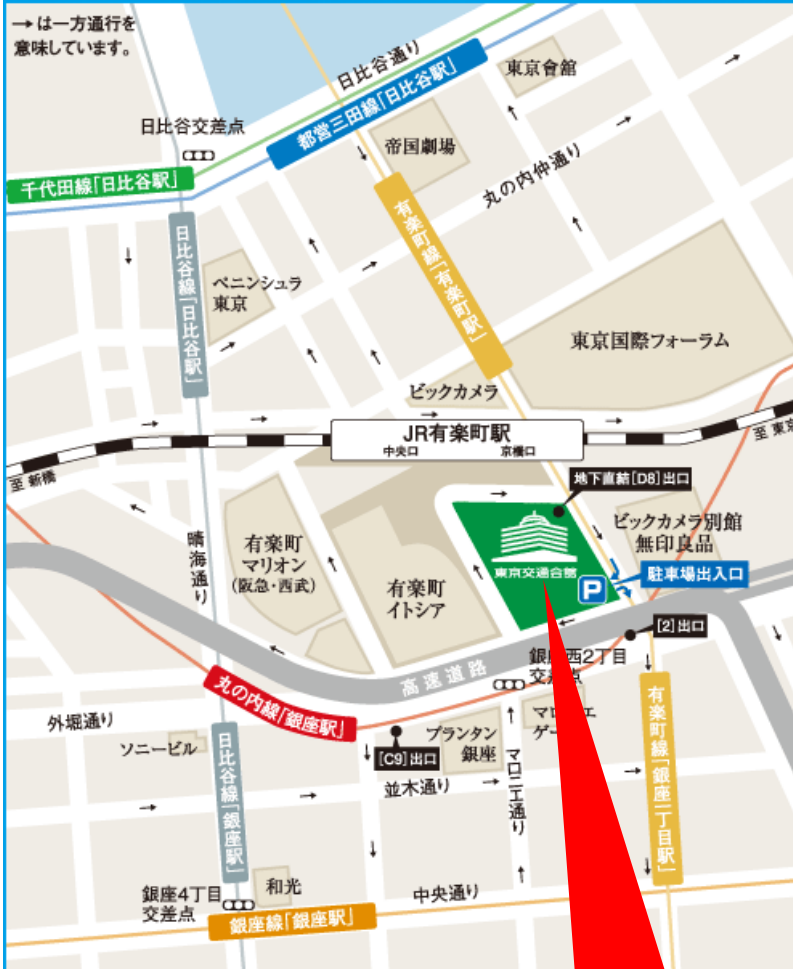 →は一方通行を
意味しています。
日比谷通り
東京會舘
都営三田線「日比谷駅」
日比谷交差点
帝国劇場
千代田線「日比谷駅」
丸の内仲通り
有楽町線「有楽町駅」
日比谷線「日比谷駅」
ペニンシュラ
東京
東京国際フォーラム
ビックカメラ
JR有楽町駅
中央口
京橋口
至 新橋
至 東京
地下直結[D8]出口
晴海通り
有楽町
マリオン
(阪急・西武)
有楽町
イトシア
東京交通会館
ビックカメラ別館
無印良品
P
駐車場出入口
[2]出口
高速道路
銀座西2丁目
交差点
丸の内線「銀座駅」
外堀通り
ソニービル
日比谷線「銀座駅」
[C9]出口
プランタン
銀座
マロニエ通り
有楽町線「銀座一丁目駅」
並木通り
和光
銀座4丁目
交差点
中央通り
銀座線「銀座駅」